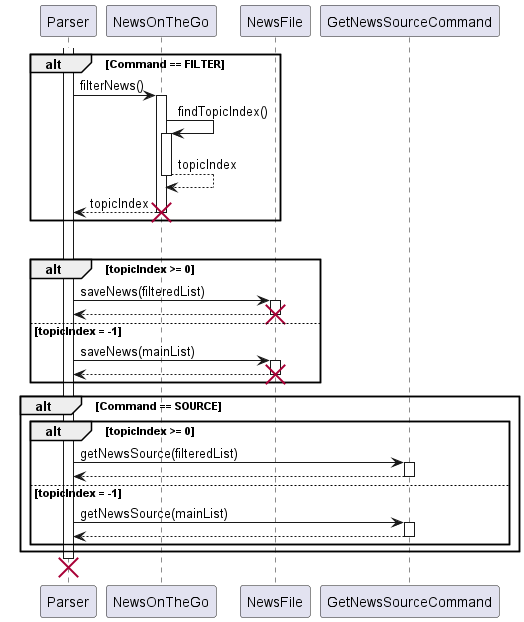 Parser NewsOnTheGo NewsFile GetNewsSourceCommand
alt [Command == FILTER]
filterNews()
findTopicIndex()
topicIndex
topicIndex
alt [topicIndex >= 0]
saveNews(filteredList)
[topicIndex = -1]
saveNews(mainList)
alt [Command == SOURCE]
alt [topicIndex >= 0]
getNewsSource(filteredList)
[topicIndex = -1]
getNewsSource(mainList)
Parser NewsOnTheGo NewsFile GetNewsSourceCommand